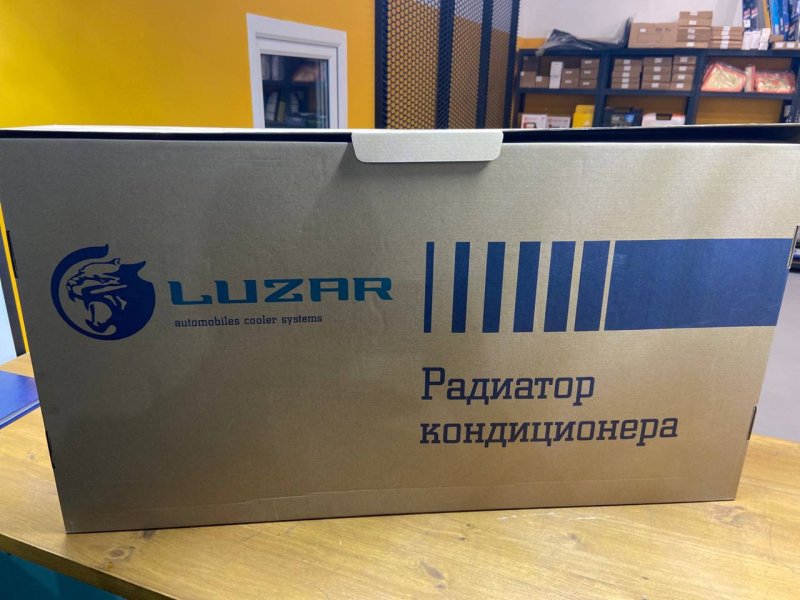 LUZAR
automobiles cooler systems
Радиатор
кондиционера